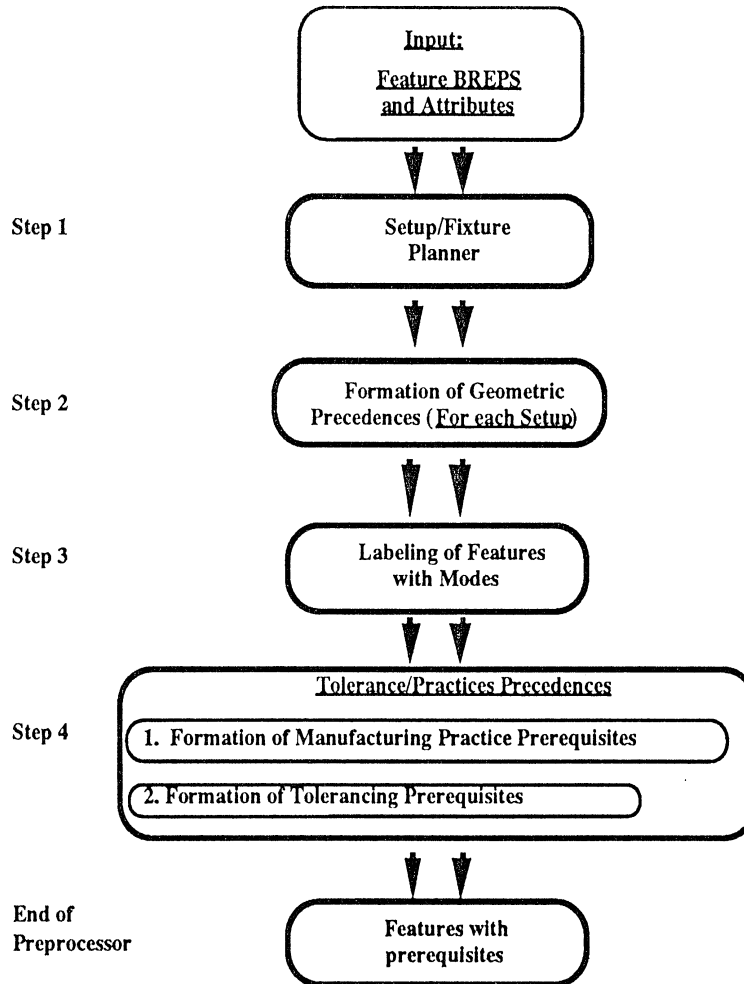 Input:
Feature BREPS
and Attributes
Step 1
Setup/Fixture
Planner
Step 2
Formation of Geometric
Precedences (For each Setup)
Step 3
Labeling of Features
with Modes
Tolerance/Practices Precedences
Step 4
1. Formation of Manufacturing Practice Prerequisites
2. Formation of Tolerancing Prerequisites
End of
Preprocessor
Features with
prerequisites